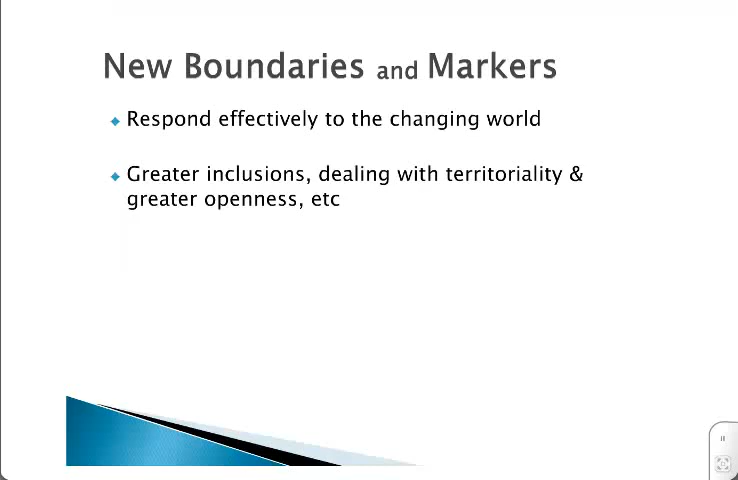 New Boundaries and Markers
Respond effectively to the changing world
Greater inclusions, dealing with territoriality &
greater openness, etc